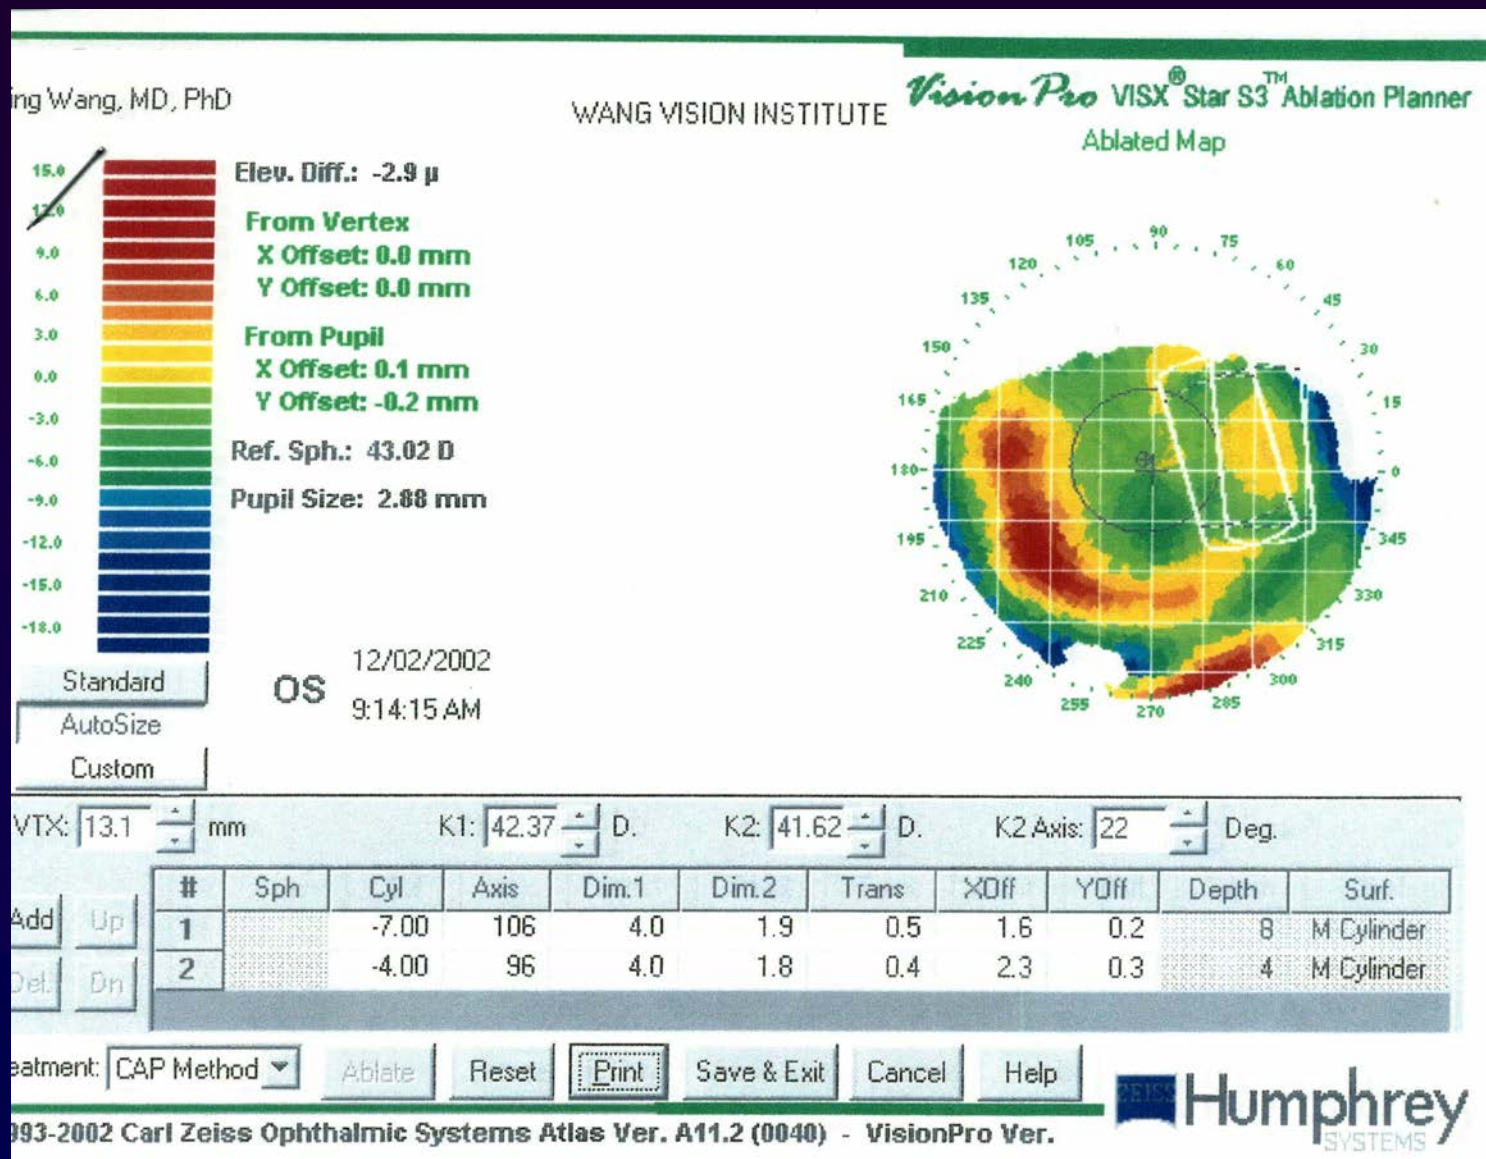 ing Wang, MD, PhD
WANG VISION INSTITUTE
Vision Pro VISX® Star S3™ Ablation Planner
Ablated Map
15.0
12.0
9.0
6.0
3.0
0.0
-3.0
-6.0
-9.0
-12.0
-15.0
-18.0
Elev. Diff.: -2.9 µ
From Vertex
X Offset: 0.0 mm
Y Offset: 0.0 mm
From Pupil
X Offset: 0.1 mm
Y Offset: -0.2 mm
Ref. Sph.: 43.02 D
Pupil Size: 2.88 mm
105 90 75
120 60
135 45
150 30
165 15
180 0
195 345
210 330
225 315
240 300
255 270 285
Standard
AutoSize
Custom
OS
12/02/2002
9:14:15 AM
VTX: 13.1 mm K1: 42.37 D. K2: 41.62 D. K2 Axis: 22 Deg.
Add Up
Del. Dn
# Sph Cyl Axis Dim.1 Dim.2 Trans XOff YOff Depth Surf.
1 -7.00 106 4.0 1.9 0.5 1.6 0.2 8 M Cylinder
2 -4.00 96 4.0 1.8 0.4 2.3 0.3 4 M Cylinder
eatment: CAP Method Ablate Reset Print Save & Exit Cancel Help
ZEISS Humphrey
SYSTEMS
993-2002 Carl Zeiss Ophthalmic Systems Atlas Ver. A11.2 (0040) - VisionPro Ver.